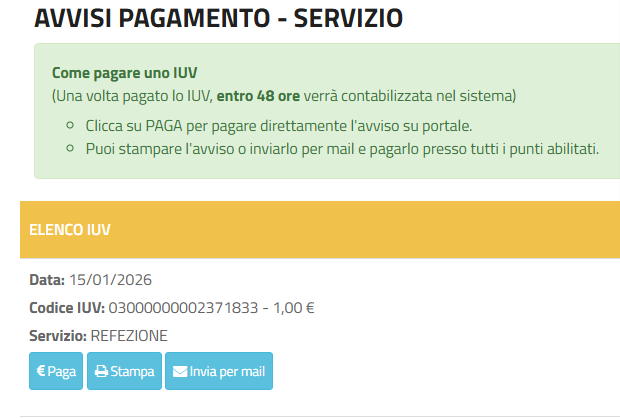 AVVISI PAGAMENTO - SERVIZIO
Come pagare uno IUV
(Una volta pagato lo IUV, entro 48 ore verrà contabilizzata nel sistema)
Clicca su PAGA per pagare direttamente l'avviso su portale.
Puoi stampare l'avviso o inviarlo per mail e pagarlo presso tutti i punti abilitati.
ELENCO IUV
Data: 15/01/2026
Codice IUV: 03000000002371833 - 1,00 €
Servizio: REFEZIONE
€ Paga Stampa Invia per mail